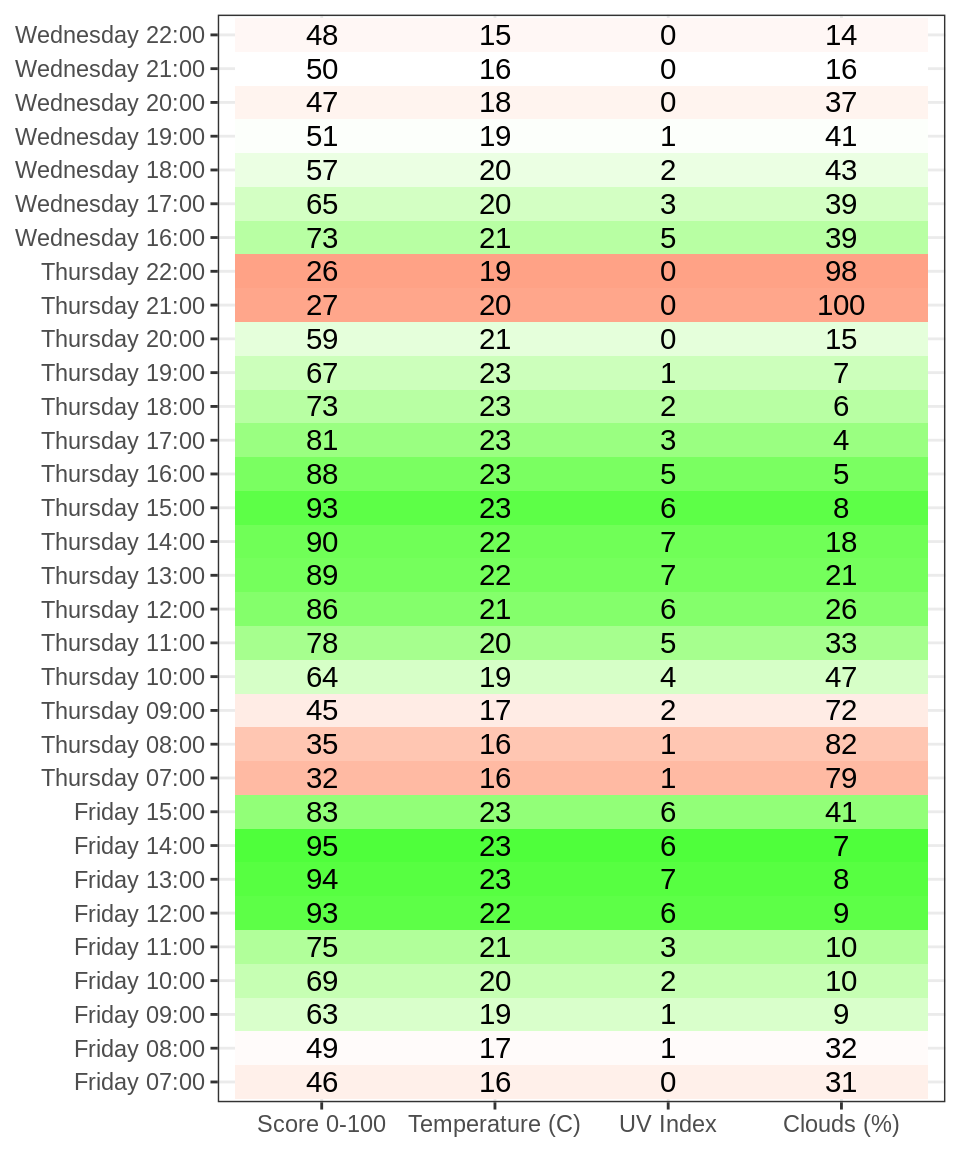 Wednesday 22:00 48 15 0 14
Wednesday 21:00 50 16 0 16
Wednesday 20:00 47 18 0 37
Wednesday 19:00 51 19 1 41
Wednesday 18:00 57 20 2 43
Wednesday 17:00 65 20 3 39
Wednesday 16:00 73 21 5 39
Thursday 22:00 26 19 0 98
Thursday 21:00 27 20 0 100
Thursday 20:00 59 21 0 15
Thursday 19:00 67 23 1 7
Thursday 18:00 73 23 2 6
Thursday 17:00 81 23 3 4
Thursday 16:00 88 23 5 5
Thursday 15:00 93 23 6 8
Thursday 14:00 90 22 7 18
Thursday 13:00 89 22 7 21
Thursday 12:00 86 21 6 26
Thursday 11:00 78 20 5 33
Thursday 10:00 64 19 4 47
Thursday 09:00 45 17 2 72
Thursday 08:00 35 16 1 82
Thursday 07:00 32 16 1 79
Friday 15:00 83 23 6 41
Friday 14:00 95 23 6 7
Friday 13:00 94 23 7 8
Friday 12:00 93 22 6 9
Friday 11:00 75 21 3 10
Friday 10:00 69 20 2 10
Friday 09:00 63 19 1 9
Friday 08:00 49 17 1 32
Friday 07:00 46 16 0 31
Score 0-100 Temperature (C) UV Index Clouds (%)